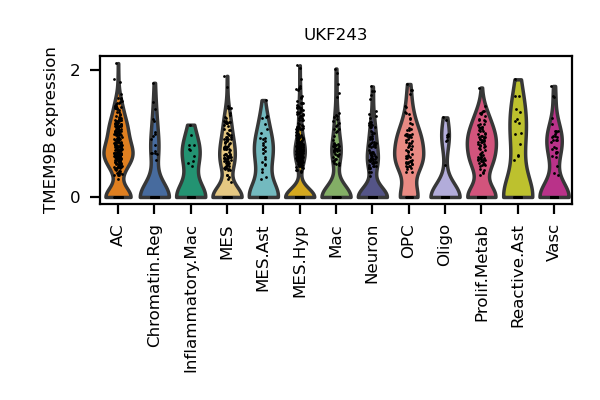 UKF243
TMEM9B expression
2
0
AC
Chromatin.Reg
Inflammatory.Mac
MES
MES.Ast
MES.Hyp
Mac
Neuron
OPC
Oligo
Prolif.Metab
Reactive.Ast
Vasc